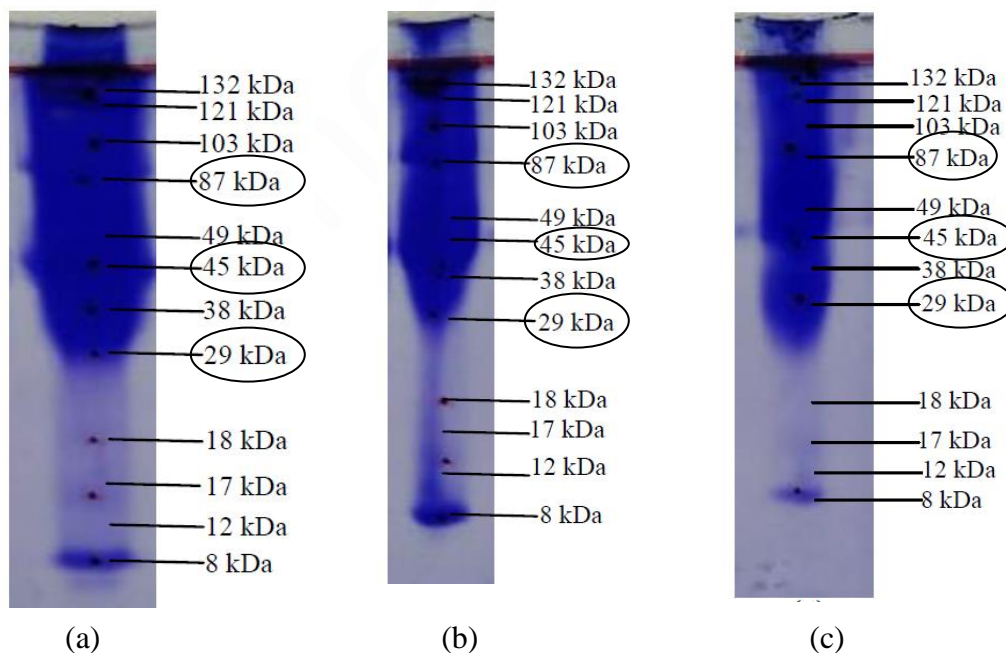 132 kDa
121 kDa
103 kDa
87 kDa
49 kDa
45 kDa
38 kDa
29 kDa
18 kDa
17 kDa
12 kDa
8 kDa
(a)
132 kDa
121 kDa
103 kDa
87 kDa
49 kDa
45 kDa
38 kDa
29 kDa
18 kDa
17 kDa
12 kDa
8 kDa
(b)
132 kDa
121 kDa
103 kDa
87 kDa
49 kDa
45 kDa
38 kDa
29 kDa
18 kDa
17 kDa
12 kDa
8 kDa
(c)